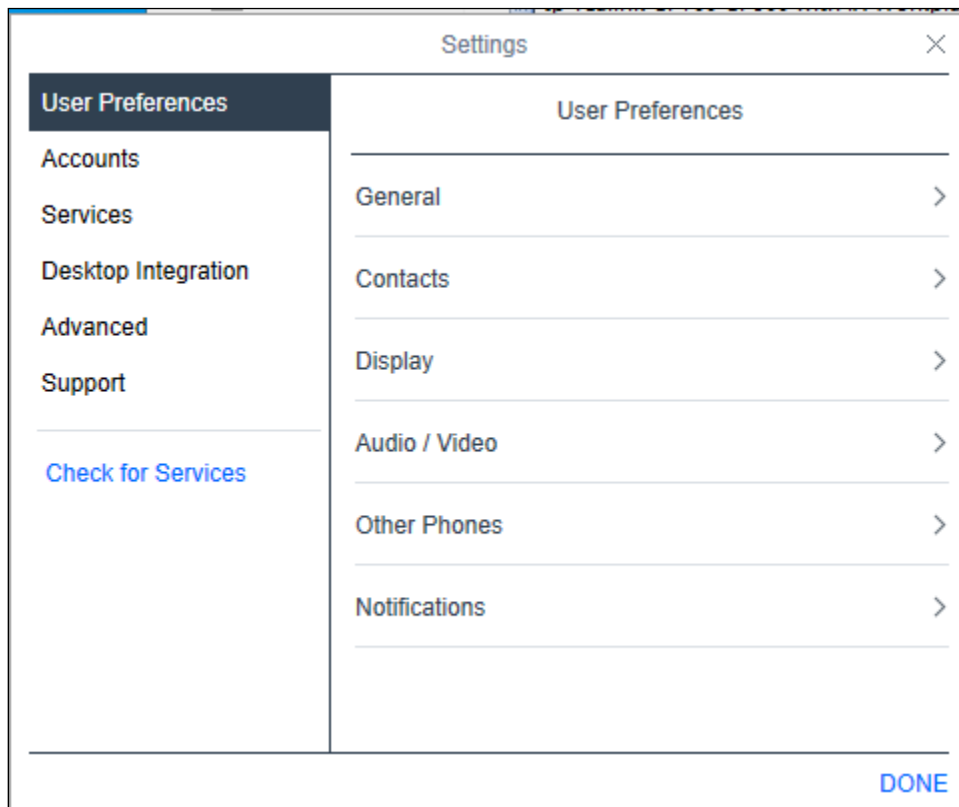 Settings
User Preferences
Accounts
Services
Desktop Integration
Advanced
Support
Check for Services
User Preferences
General
Contacts
Display
Audio / Video
Other Phones
Notifications
DONE